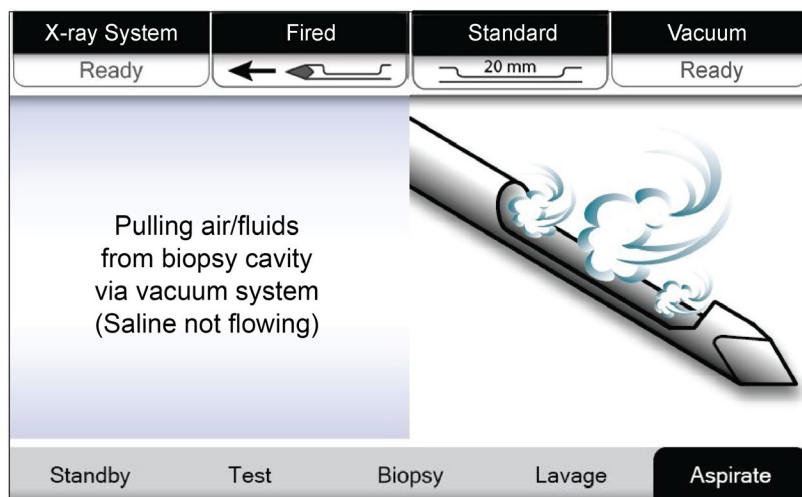 X-ray System Fired Standard Vacuum
Ready 20 mm Ready
Pulling air/fluids
from biopsy cavity
via vacuum system
(Saline not flowing)
Standby Test Biopsy Lavage Aspirate